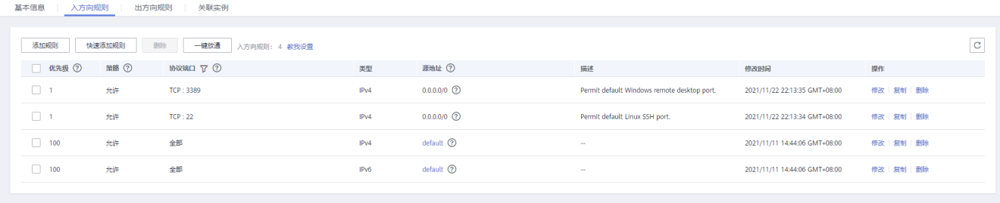 基本信息 入方向规则 出方向规则 关联实例
添加规则 快速添加规则 删除 一键放通 入方向规则: 4 教我设置
优先级 策略 协议端口 类型 源地址 描述 修改时间 操作
1 允许 TCP : 3389 IPv4 0.0.0.0/0 Permit default Windows remote desktop port. 2021/11/22 22:13:35 GMT+08:00 修改 复制 删除
1 允许 TCP : 22 IPv4 0.0.0.0/0 Permit default Linux SSH port. 2021/11/22 22:13:34 GMT+08:00 修改 复制 删除
100 允许 全部 IPv4 default -- 2021/11/11 14:44:06 GMT+08:00 修改 复制 删除
100 允许 全部 IPv6 default -- 2021/11/11 14:44:06 GMT+08:00 修改 复制 删除